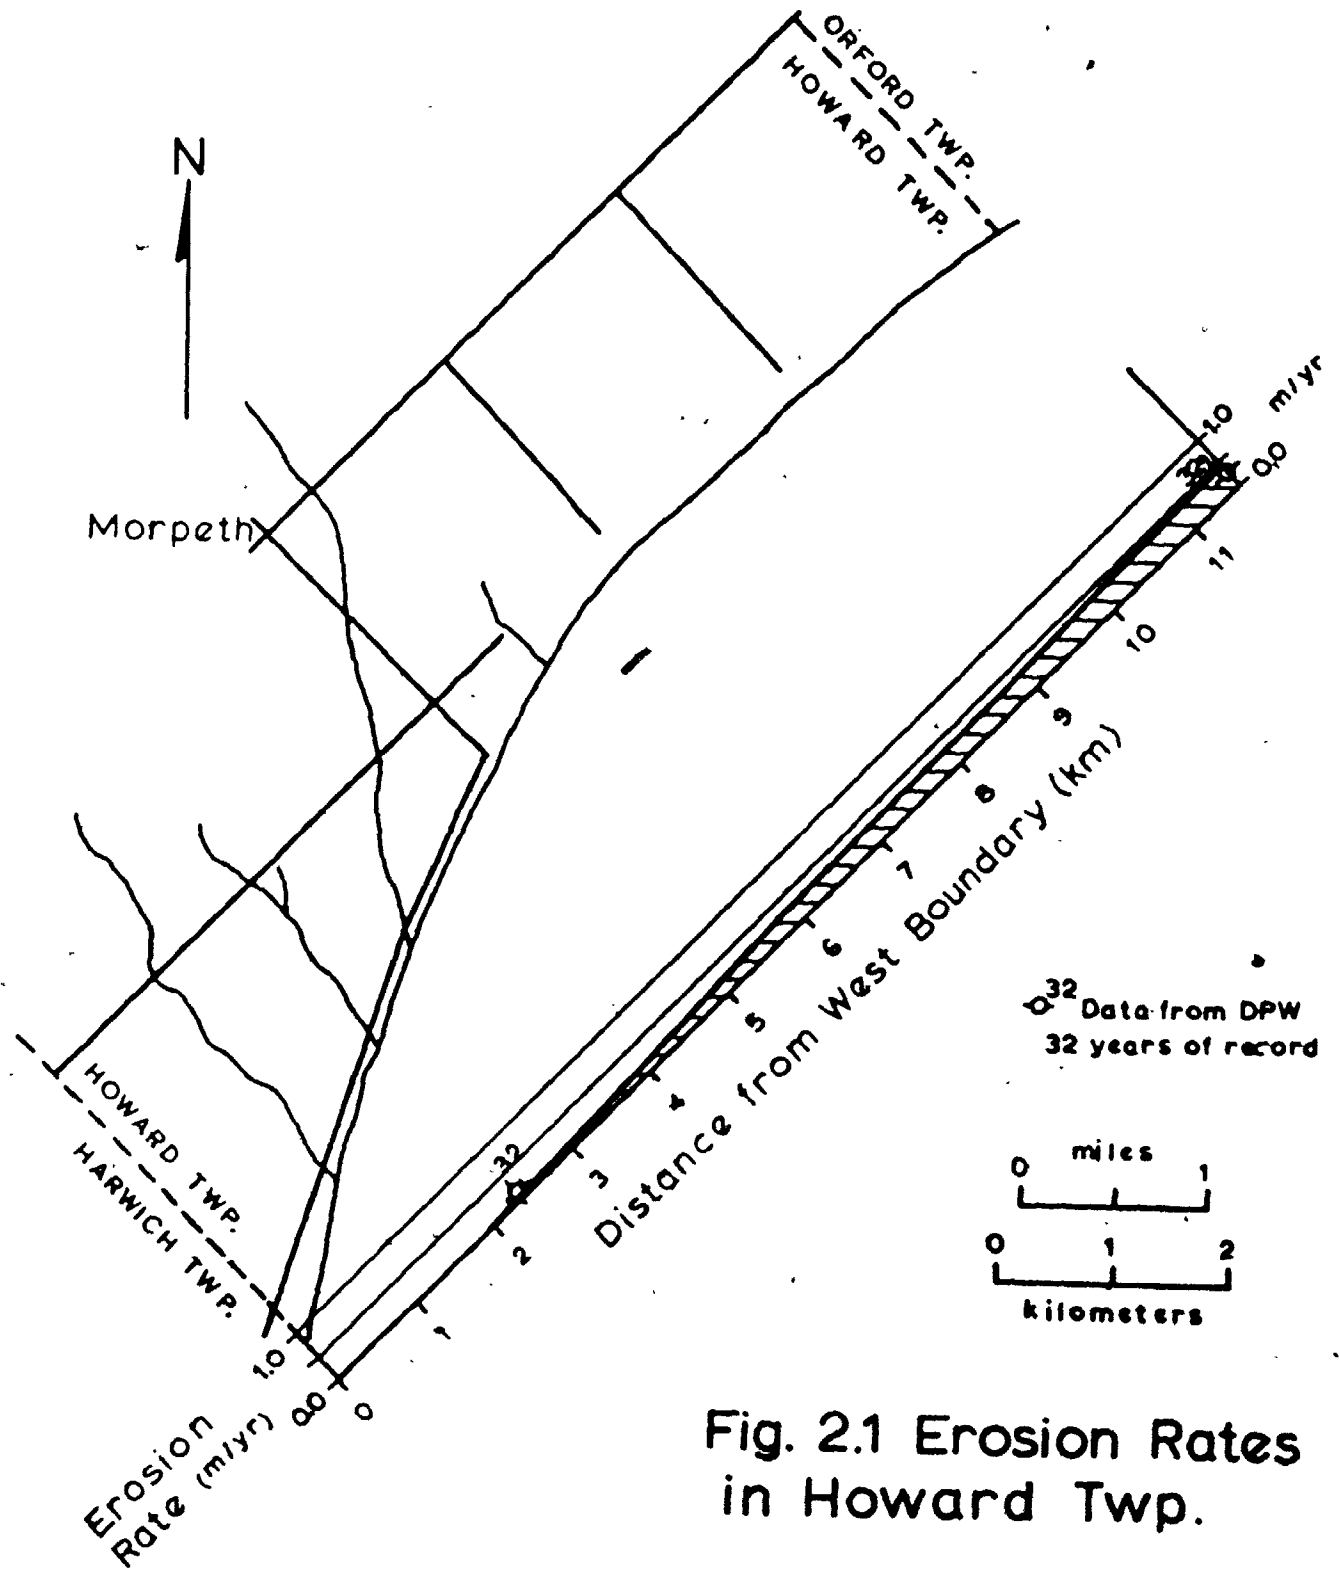 ORFORD TWP.
HOWARD TWP.
N
Morpeth
1.0
m/yr
0.0
11
10
9
8
7
6
5
4
3
2
1
0
Distance from West Boundary (km)
32
32 Data from DPW
32 years of record
HOWARD TWP.
HARWICH TWP.
0 miles 1
0 1 2
kilometers
1.0
0.0
Erosion
Rate (m/yr)
Fig. 2.1 Erosion Rates
in Howard Twp.